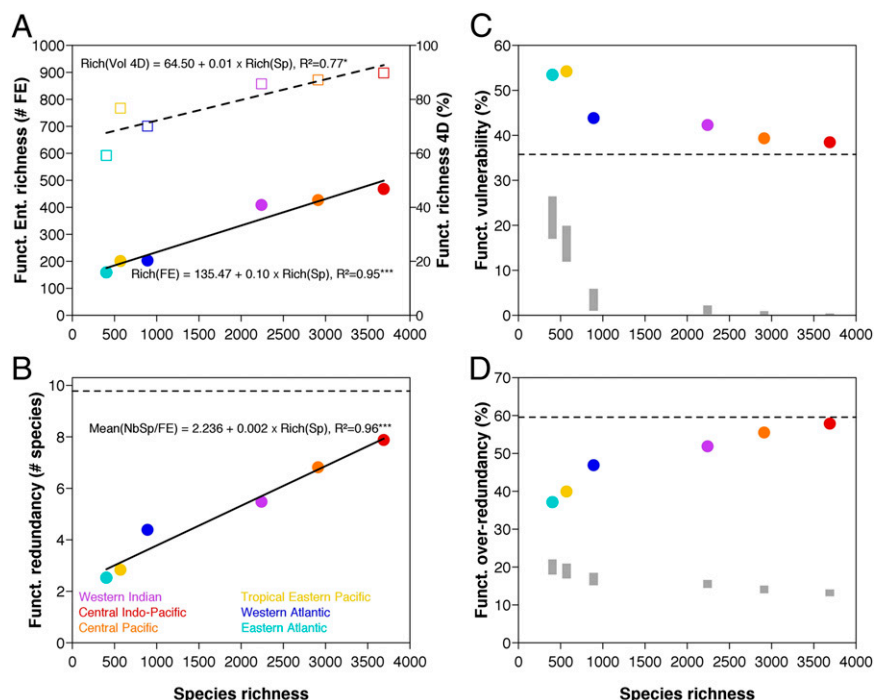 A
Rich(Vol 4D) = 64.50 + 0.01 x Rich(Sp), R²=0.77*
Rich(FE) = 135.47 + 0.10 x Rich(Sp), R²=0.95***
Funct. Ent. richness (# FE)
1000
900
800
700
600
500
400
300
200
100
0
Funct. richness 4D (%)
100
80
60
40
20
0
0 500 1000 1500 2000 2500 3000 3500 4000
C
Funct. vulnerability (%)
60
50
40
30
20
10
0
0 500 1000 1500 2000 2500 3000 3500 4000
B
Mean(NbSp/FE) = 2.236 + 0.002 x Rich(Sp), R²=0.96***
Funct. redundancy (# species)
10
8
6
4
2
0
Western Indian
Central Indo-Pacific
Central Pacific
Tropical Eastern Pacific
Western Atlantic
Eastern Atlantic
0 500 1000 1500 2000 2500 3000 3500 4000
Species richness
D
Funct. over-redundancy (%)
70
60
50
40
30
20
10
0
0 500 1000 1500 2000 2500 3000 3500 4000
Species richness